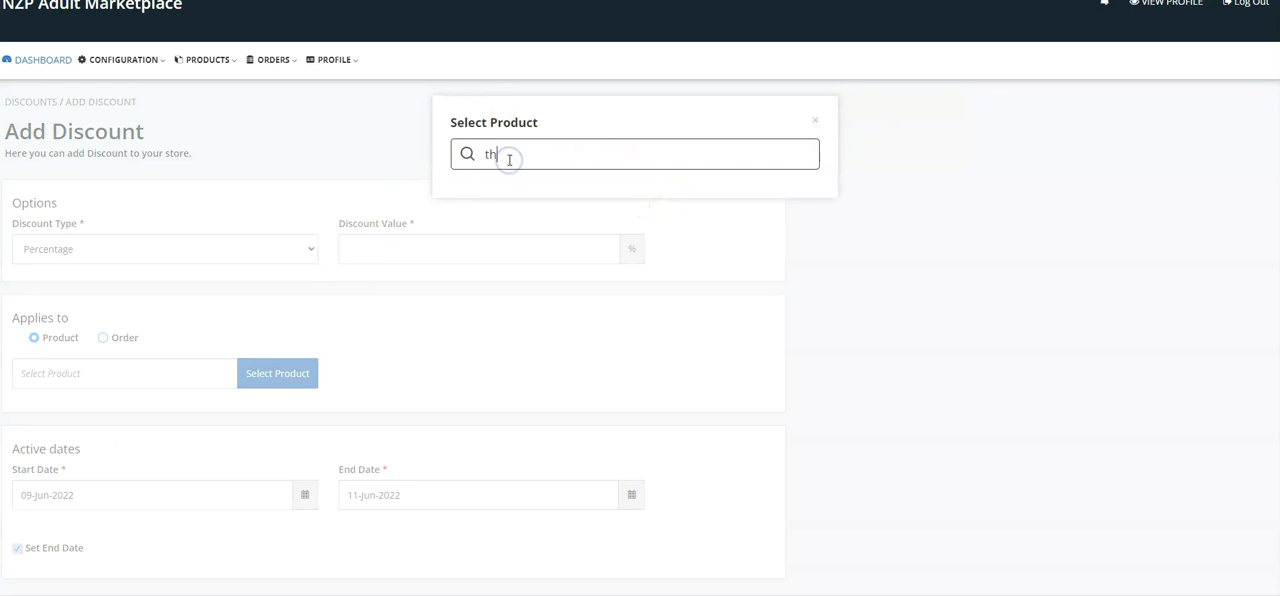 NZP Adult Marketplace
VIEW PROFILE Log Out
DASHBOARD CONFIGURATION PRODUCTS ORDERS PROFILE
DISCOUNTS / ADD DISCOUNT
Add Discount
Here you can add Discount to your store.
Select Product ×
th
Options
Discount Type * Discount Value *
Percentage %
Applies to
Product Order
Select Product Select Product
Active dates
Start Date * End Date *
09-Jun-2022 11-Jun-2022
Set End Date